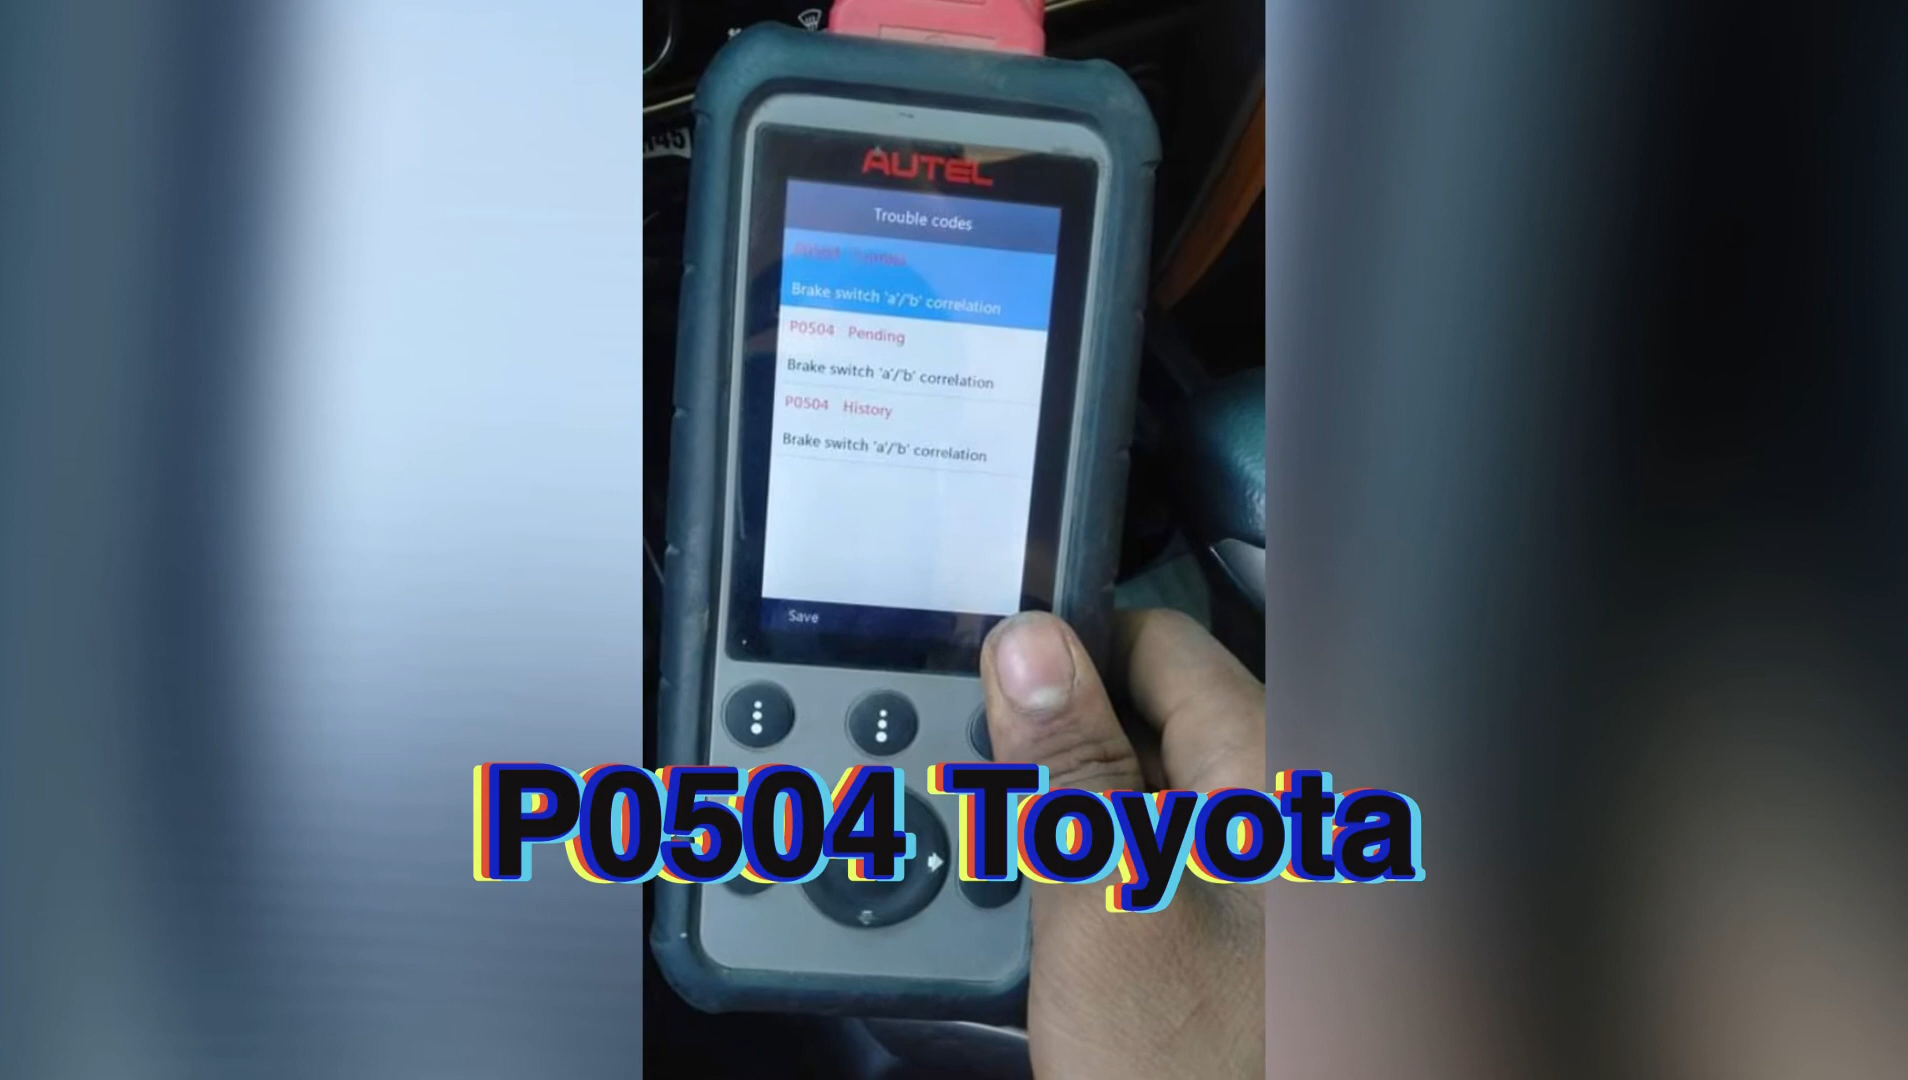 AUTEL
Trouble codes
P0504
Brake switch 'a'/'b' correlation
P0504 Pending
Brake switch 'a'/'b' correlation
P0504 History
Brake switch 'a'/'b' correlation
Save
P0504 Toyota